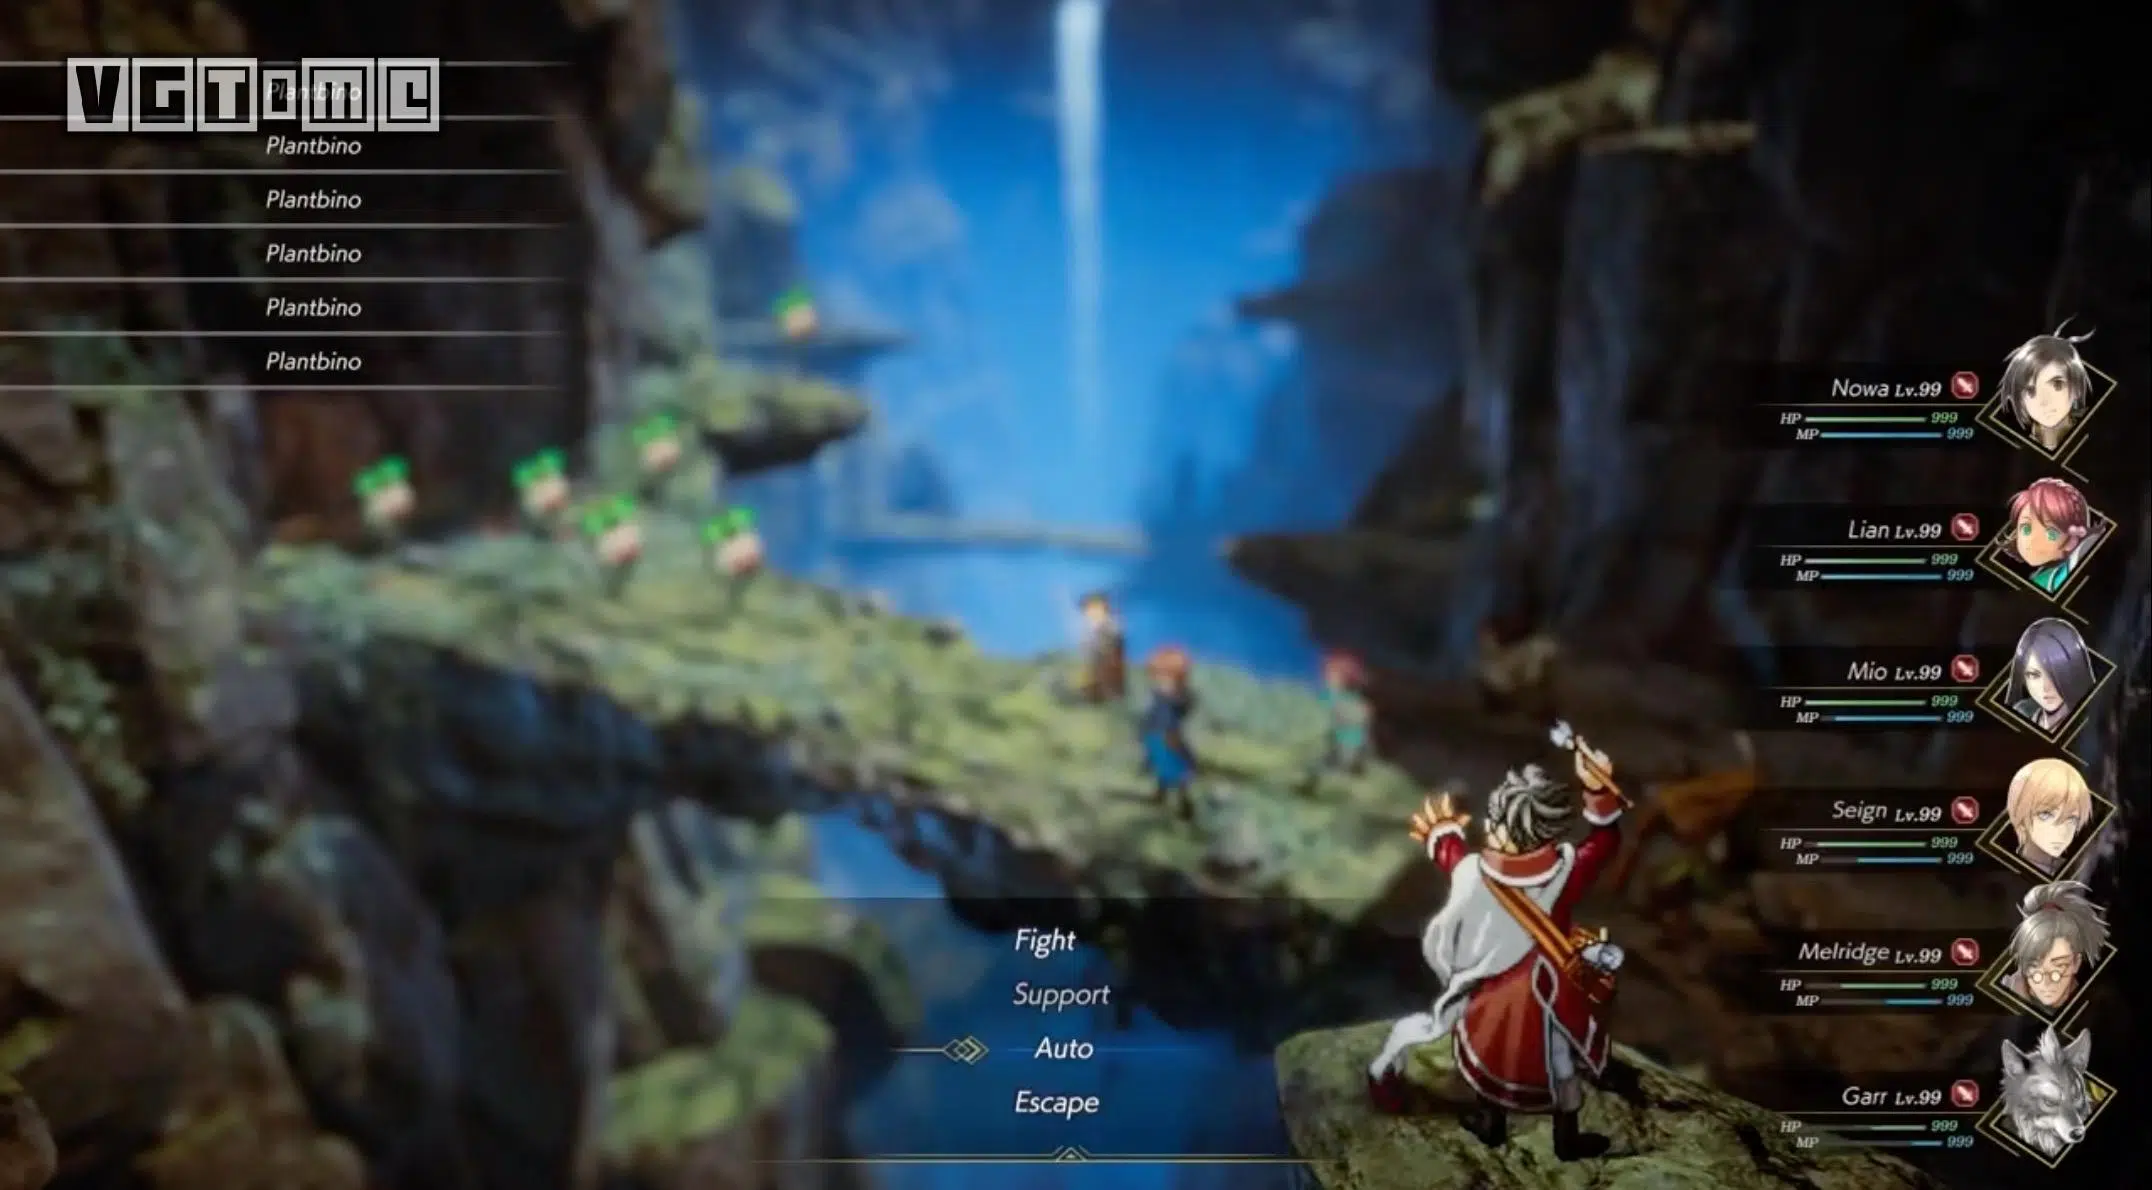 VGTIME
Plantbino
Plantbino
Plantbino
Plantbino
Plantbino
Plantbino
Nowa Lv.99
HP 999
MP 999
Lian Lv.99
HP 999
MP 999
Mio Lv.99
HP 999
MP 999
Seign Lv.99
HP 999
MP 999
Melridge Lv.99
HP 999
MP 999
Garr Lv.99
HP 999
MP 999
Fight
Support
Auto
Escape